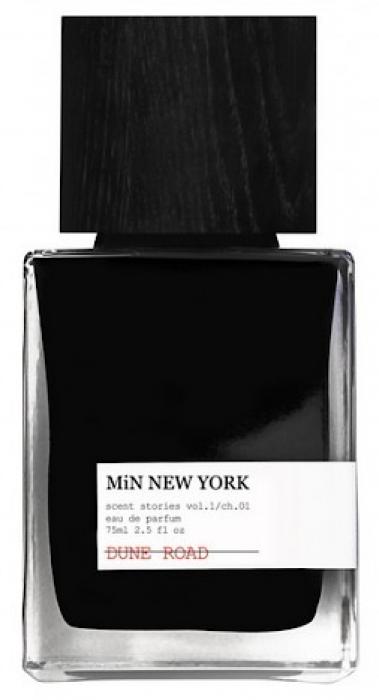 MiN NEW YORK
scent stories vol.1/ch.01
eau de parfum
75ml 2.5 fl oz
DUNE ROAD